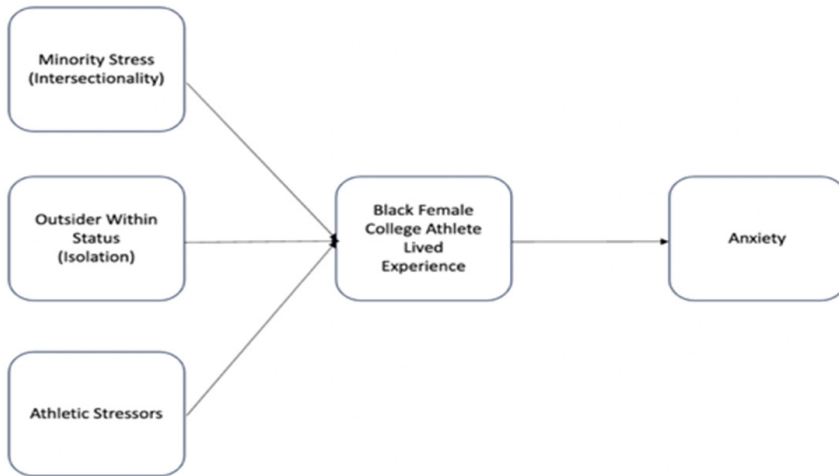 Minority Stress
(Intersectionality)
Outsider Within
Status
(Isolation)
Athletic Stressors
Black Female
College Athlete
Lived
Experience
Anxiety